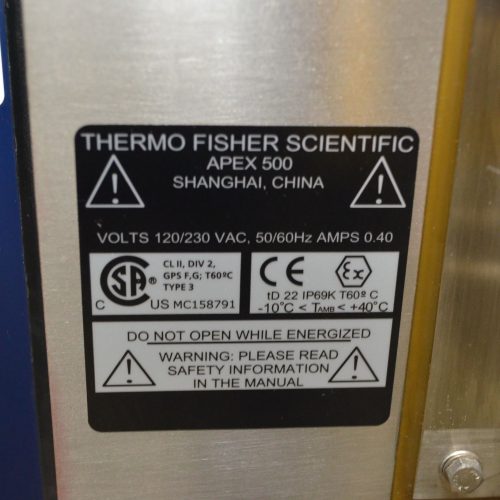 THERMO FISHER SCIENTIFIC
APEX 500
SHANGHAI, CHINA
VOLTS 120/230 VAC, 50/60Hz AMPS 0.40
SA ®
CL II, DIV 2,
GPS F,G; T60ºC
TYPE 3
C US MC158791
CE Ex
tD 22 IP69K T60º C
-10°C < TAMB < +40°C
DO NOT OPEN WHILE ENERGIZED
WARNING: PLEASE READ
SAFETY INFORMATION
IN THE MANUAL